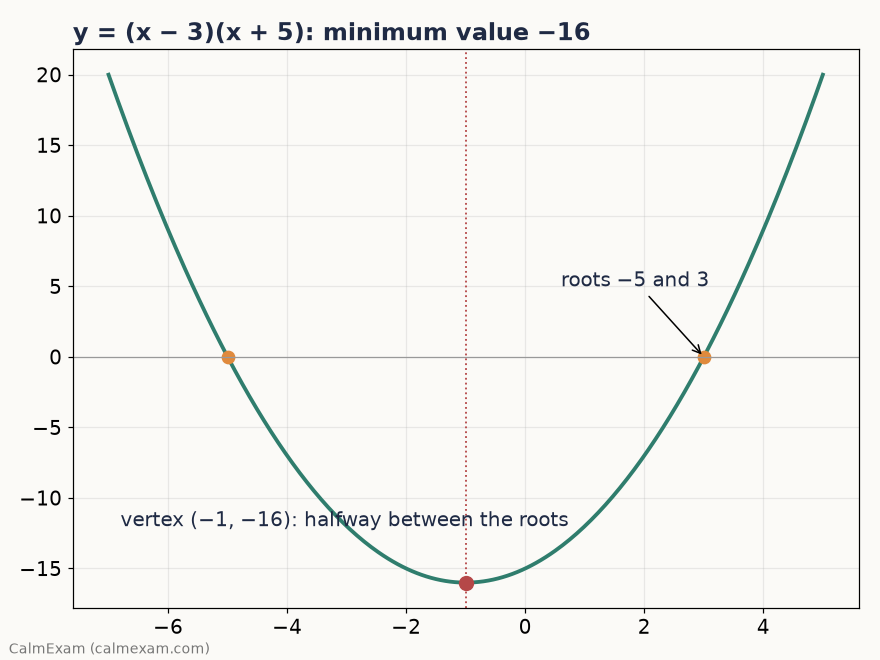 y = (x − 3)(x + 5): minimum value −16
20
15
10
roots −5 and 3
5
0
−5
−10
vertex (−1, −16): halfway between the roots
−15
−6 −4 −2 0 2 4
CalmExam (calmexam.com)